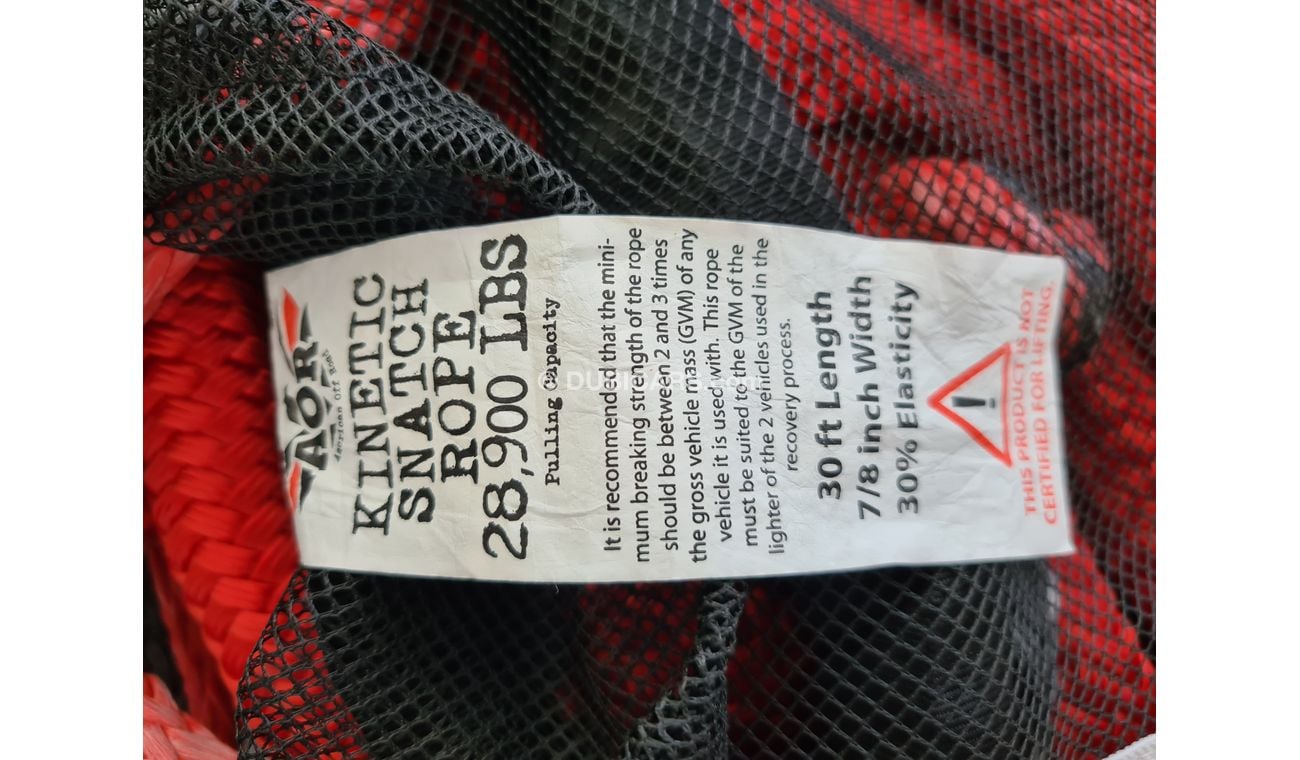 AOR
American Off Road
KINETIC
SNATCH
ROPE
28,900 LBS
Pulling Capacity
It is recommended that the mini-
mum breaking strength of the rope
should be between 2 and 3 times
the gross vehicle mass (GVM) of any
vehicle it is used with. This rope
must be suited to the GVM of the
lighter of the 2 vehicles used in the
recovery process.
30 ft Length
7/8 inch Width
30% Elasticity
!
THIS PRODUCT IS NOT
CERTIFIED FOR LIFTING.
© DUBICARS.com